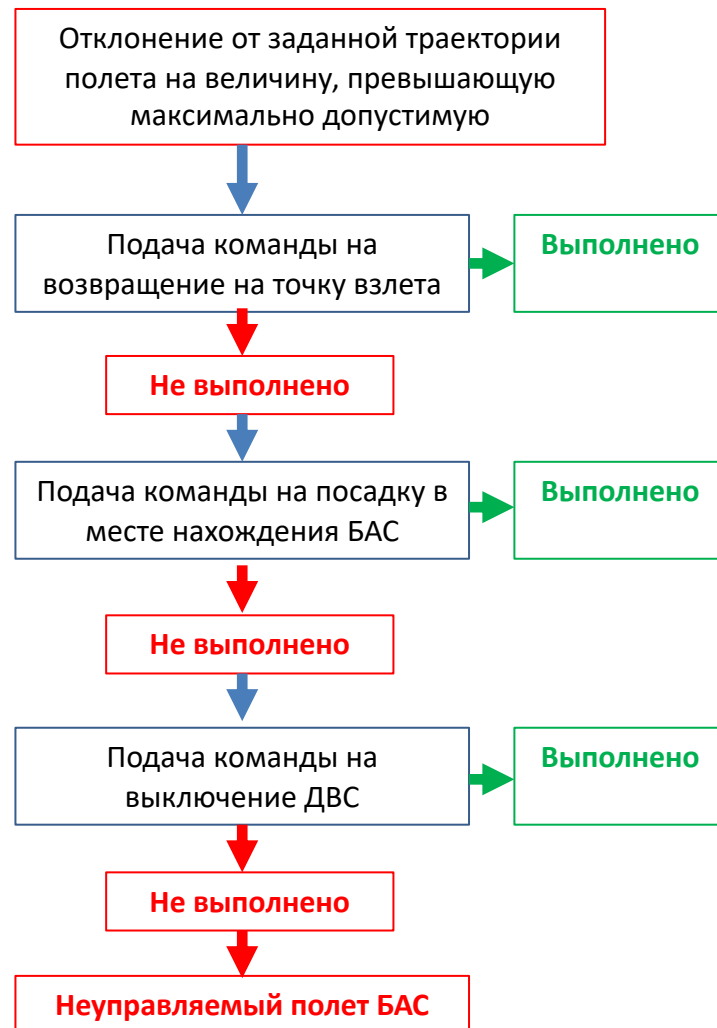 Отклонение от заданной траектории
полета на величину, превышающую
максимально допустимую
Подача команды на
возвращение на точку взлета
Выполнено
Не выполнено
Подача команды на посадку в
месте нахождения БАС
Выполнено
Не выполнено
Подача команды на
выключение ДВС
Выполнено
Не выполнено
Неуправляемый полет БАС